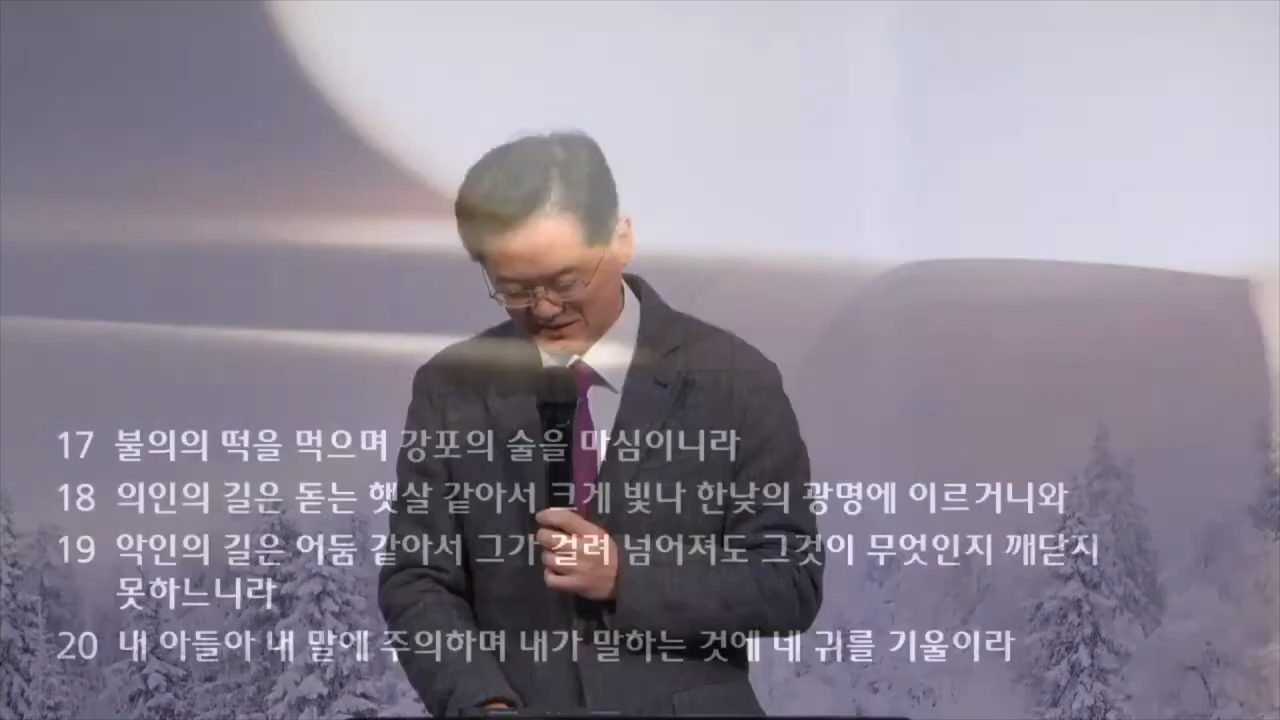 17 불의의 떡을 먹으며 강포의 술을 마심이니라
18 의인의 길은 돋는 햇살 같아서 크게 빛나 한낮의 광명에 이르거니와
19 악인의 길은 어둠 같아서 그가 걸려 넘어져도 그것이 무엇인지 깨닫지
못하느니라
20 내 아들아 내 말에 주의하며 내가 말하는 것에 네 귀를 기울이라